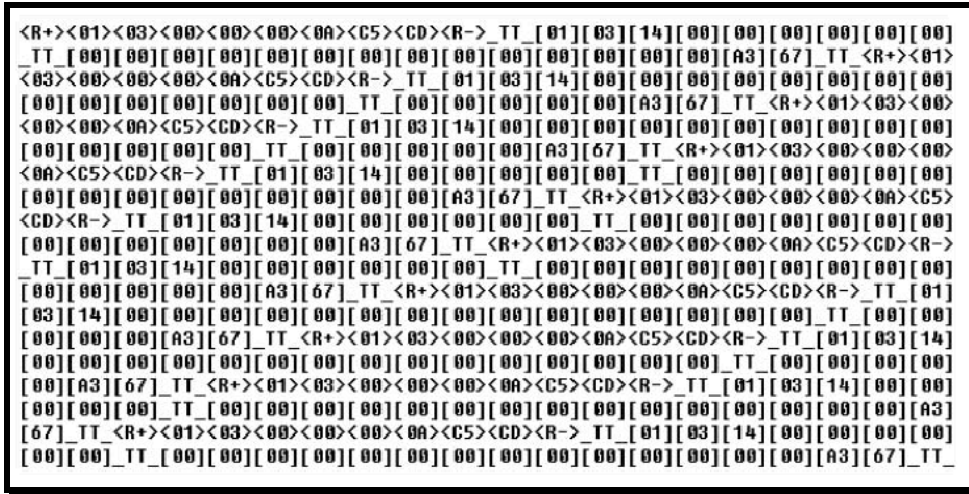 <R+><01><03><00><00><00><0A><C5><CD><R->_TT_[01][03][14][00][00][00][00][00][00]
_TT_[00][00][00][00][00][00][00][00][00][00][00][00][00][00][A3][67]_TT_<R+><01>
<03><00><00><00><0A><C5><CD><R->_TT_[01][03][14][00][00][00][00][00][00][00][00]
[00][00][00][00][00][00][00]_TT_[00][00][00][00][00][A3][67]_TT_<R+><01><03><00>
<00><00><0A><C5><CD><R->_TT_[01][03][14][00][00][00][00][00][00][00][00][00][00]
[00][00][00][00][00]_TT_[00][00][00][00][00][A3][67]_TT_<R+><01><03><00><00><00>
<0A><C5><CD><R->_TT_[01][03][14][00][00][00][00][00]_TT_[00][00][00][00][00][00]
[00][00][00][00][00][00][00][00][00][A3][67]_TT_<R+><01><03><00><00><00><0A><C5>
<CD><R->_TT_[01][03][14][00][00][00][00][00][00]_TT_[00][00][00][00][00][00][00]
[00][00][00][00][00][00][00][A3][67]_TT_<R+><01><03><00><00><00><0A><C5><CD><R->
_TT_[01][03][14][00][00][00][00][00][00]_TT_[00][00][00][00][00][00][00][00][00]
[00][00][00][00][00][A3][67]_TT_<R+><01><03><00><00><00><0A><C5><CD><R->_TT_[01]
[03][14][00][00][00][00][00][00][00][00][00][00][00][00][00][00][00]_TT_[00][00]
[00][00][00][A3][67]_TT_<R+><01><03><00><00><00><0A><C5><CD><R->_TT_[01][03][14]
[00][00][00][00][00][00][00][00][00][00][00][00][00][00][00]_TT_[00][00][00][00]
[00][A3][67]_TT_<R+><01><03><00><00><00><0A><C5><CD><R->_TT_[01][03][14][00][00]
[00][00][00]_TT_[00][00][00][00][00][00][00][00][00][00][00][00][00][00][00][A3]
[67]_TT_<R+><01><03><00><00><00><0A><C5><CD><R->_TT_[01][03][14][00][00][00][00]
[00][00]_TT_[00][00][00][00][00][00][00][00][00][00][00][00][00][00][A3][67]_TT_